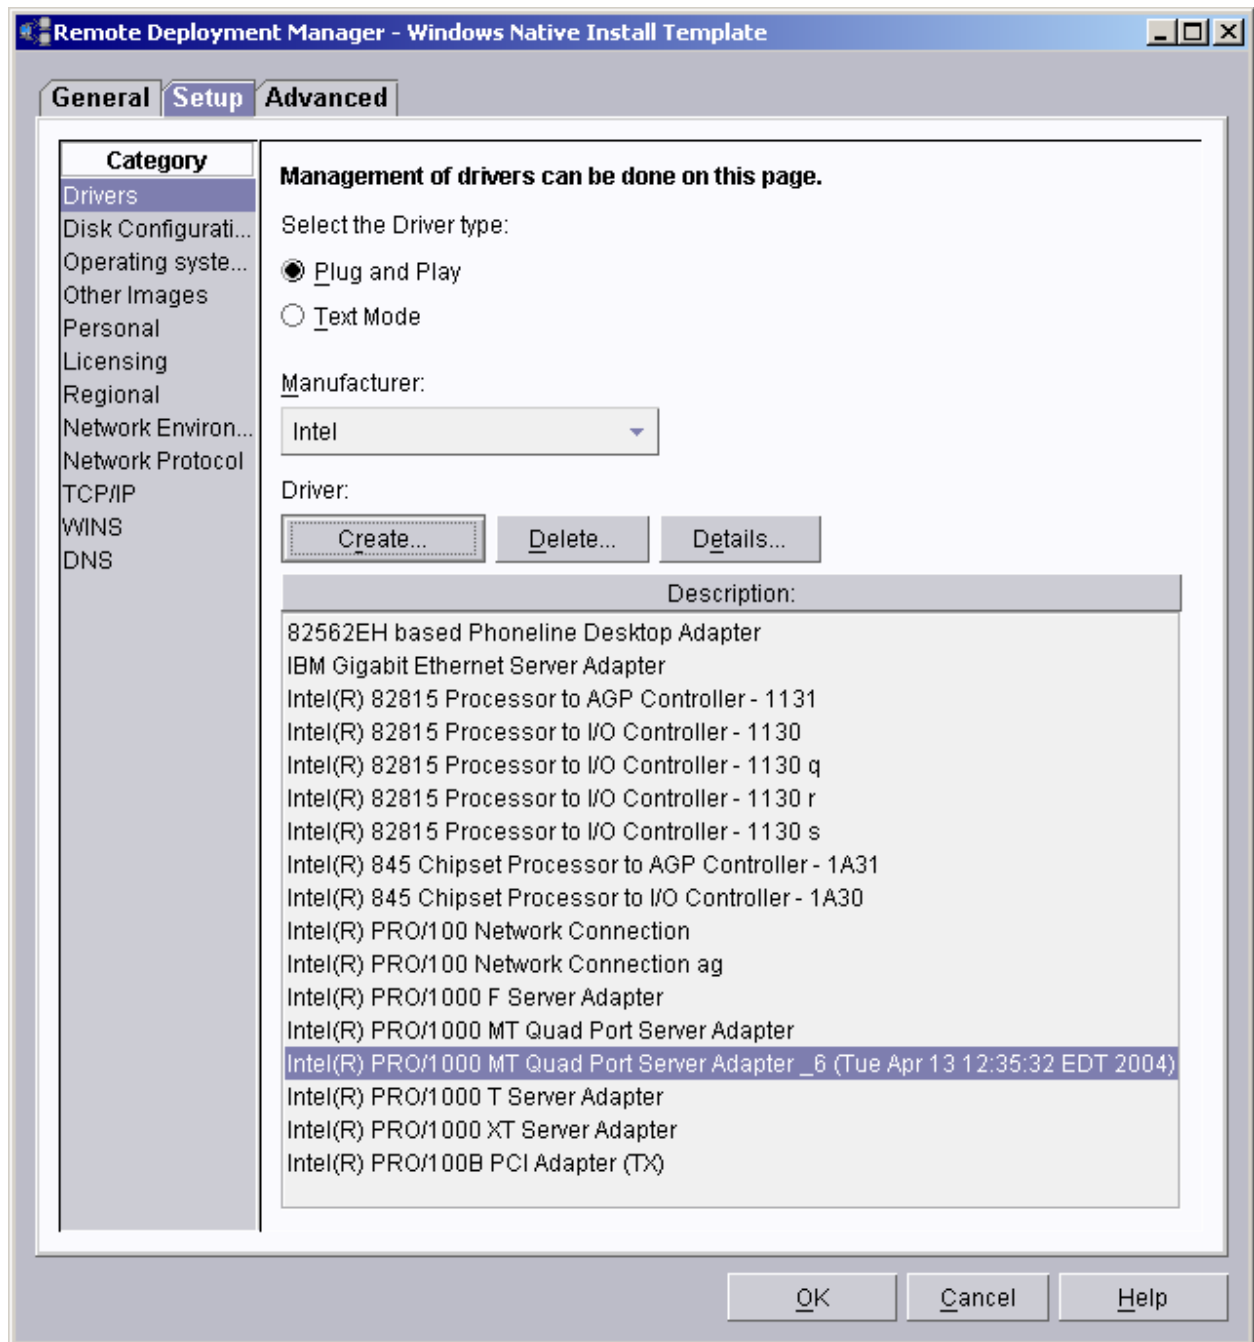 Remote Deployment Manager - Windows Native Install Template
General Setup Advanced
Category
Drivers
Disk Configurati...
Operating syste...
Other Images
Personal
Licensing
Regional
Network Environ...
Network Protocol
TCP/IP
WINS
DNS
Management of drivers can be done on this page.
Select the Driver type:
Plug and Play
Text Mode
Manufacturer:
Intel
Driver:
Create... Delete... Details...
Description:
82562EH based Phoneline Desktop Adapter
IBM Gigabit Ethernet Server Adapter
Intel(R) 82815 Processor to AGP Controller - 1131
Intel(R) 82815 Processor to I/O Controller - 1130
Intel(R) 82815 Processor to I/O Controller - 1130 q
Intel(R) 82815 Processor to I/O Controller - 1130 r
Intel(R) 82815 Processor to I/O Controller - 1130 s
Intel(R) 845 Chipset Processor to AGP Controller - 1A31
Intel(R) 845 Chipset Processor to I/O Controller - 1A30
Intel(R) PRO/100 Network Connection
Intel(R) PRO/100 Network Connection ag
Intel(R) PRO/1000 F Server Adapter
Intel(R) PRO/1000 MT Quad Port Server Adapter
Intel(R) PRO/1000 MT Quad Port Server Adapter _6 (Tue Apr 13 12:35:32 EDT 2004)
Intel(R) PRO/1000 T Server Adapter
Intel(R) PRO/1000 XT Server Adapter
Intel(R) PRO/100B PCI Adapter (TX)
OK Cancel Help